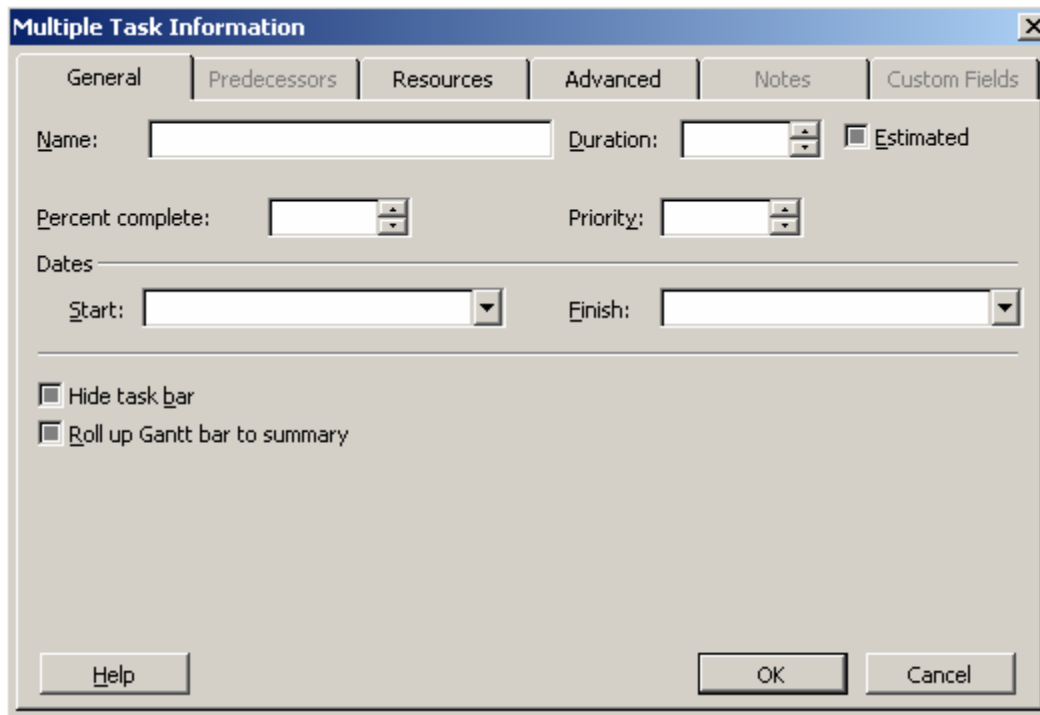 Multiple Task Information
General Predecessors Resources Advanced Notes Custom Fields
Name: Duration: Estimated
Percent complete: Priority:
Dates
Start: Finish:
Hide task bar
Roll up Gantt bar to summary
Help OK Cancel